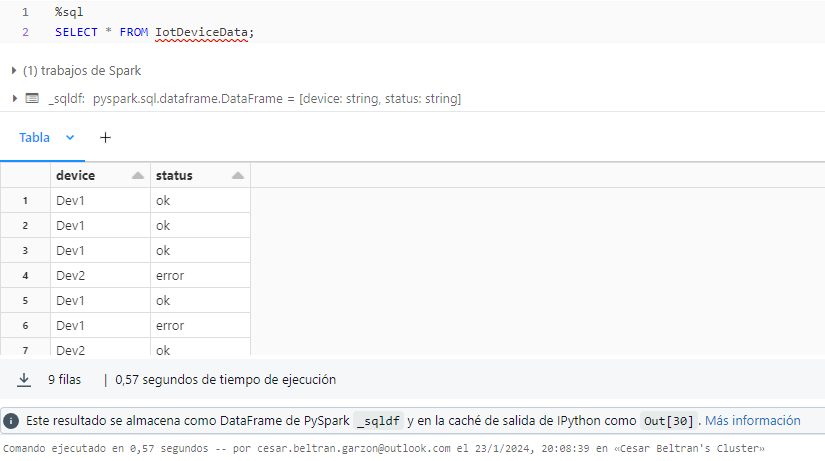 1 %sql
2 SELECT * FROM IotDeviceData;
(1) trabajos de Spark
_sqldf: pyspark.sql.dataframe.DataFrame = [device: string, status: string]
Tabla +
device status
1 Dev1 ok
2 Dev1 ok
3 Dev1 ok
4 Dev2 error
5 Dev1 ok
6 Dev1 error
7 Dev2 ok
9 filas | 0,57 segundos de tiempo de ejecución
Este resultado se almacena como DataFrame de PySpark _sqldf y en la caché de salida de IPython como Out[30]. Más información
Comando ejecutado en 0,57 segundos -- por cesar.beltran.garzon@outlook.com el 23/1/2024, 20:08:39 en «Cesar Beltran's Cluster»